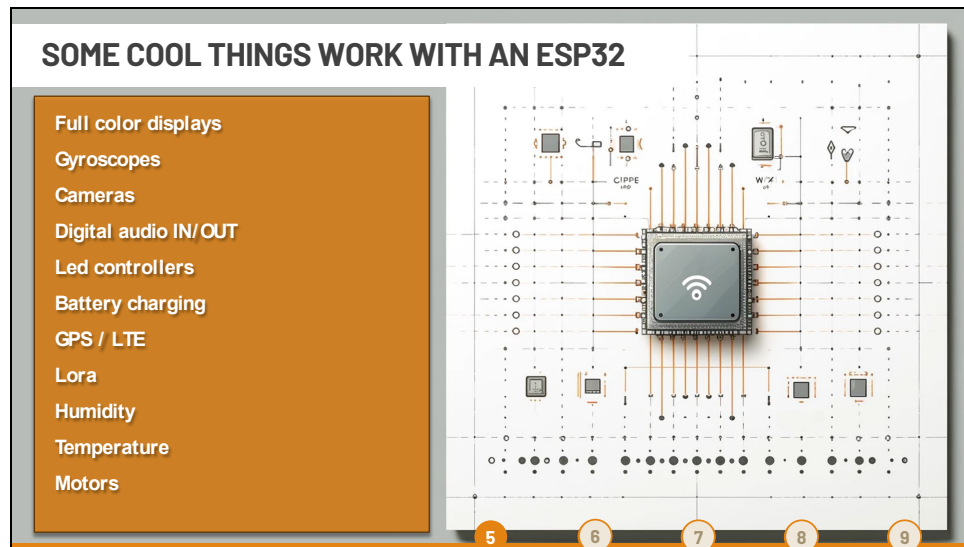 SOME COOL THINGS WORK WITH AN ESP32
Full color displays
Gyroscopes
Cameras
Digital audio IN/OUT
Led controllers
Battery charging
GPS / LTE
Lora
Humidity
Temperature
Motors
CIPPE
5
6
7
8
9